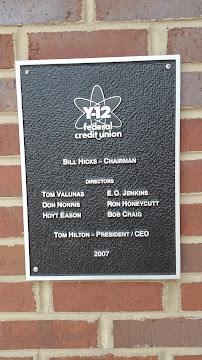 Y-12
federal
credit union
BILL HICKS – CHAIRMAN
DIRECTORS
TOM VALUNAS E.O. JENKINS
DON NORRIS RON HONEYCUTT
HOYT EASON BOB CRAIG
TOM HILTON – PRESIDENT / CEO
2007